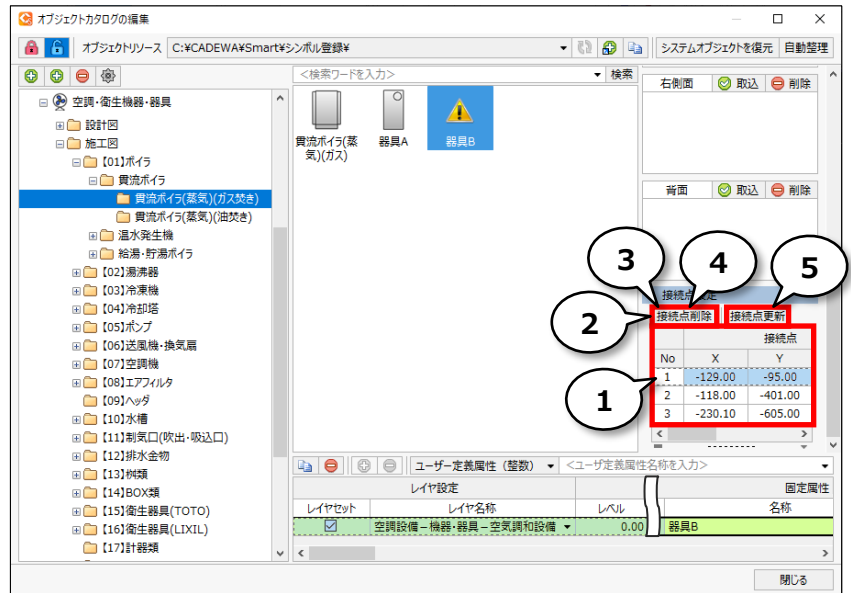 オブジェクトカタログの編集
オブジェクトリソース C:¥CADEWA¥Smart¥シンボル登録¥ システムオブジェクトを復元 自動整理
空調・衛生機器・器具
設計図
施工図
【01】ボイラ
貫流ボイラ
貫流ボイラ(蒸気)(ガス焚き)
貫流ボイラ(蒸気)(油焚き)
温水発生機
給湯・貯湯ボイラ
【02】湯沸器
【03】冷凍機
【04】冷却塔
【05】ポンプ
【06】送風機・換気扇
【07】空調機
【08】エアフィルタ
【09】ヘッダ
【10】水槽
【11】制気口(吹出・吸込口)
【12】排水金物
【13】桝類
【14】BOX類
【15】衛生器具(TOTO)
【16】衛生器具(LIXIL)
【17】計器類
<検索ワードを入力> 検索
貫流ボイラ(蒸気)(ガス) 器具A 器具B
右側面 取込 削除
背面 取込 削除
3 4 5
接続点設定
2 接続点削除 接続点更新
接続点
No X Y
1 1 -129.00 -95.00
2 -118.00 -401.00
3 -230.10 -605.00
ユーザー定義属性（整数） <ユーザ定義属性名称を入力>
レイヤ設定 固定属性
レイヤセット レイヤ名称 レベル 名称
空調設備－機器・器具－空気調和設備 0.00 器具B
閉じる